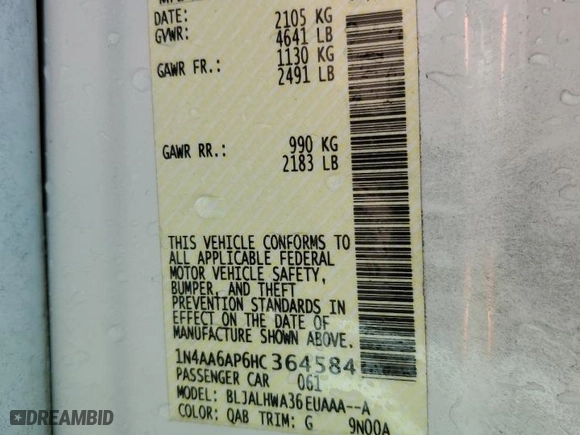 DATE: 2105 KG
GVWR: 4641 LB
GAWR FR.: 1130 KG
2491 LB
GAWR RR.: 990 KG
2183 LB
THIS VEHICLE CONFORMS TO
ALL APPLICABLE FEDERAL
MOTOR VEHICLE SAFETY,
BUMPER, AND THEFT
PREVENTION STANDARDS IN
EFFECT ON THE DATE OF
MANUFACTURE SHOWN ABOVE.
1N4AA6AP6HC364584
PASSENGER CAR 061
MODEL: BLJALHWA36EUAAA--A
COLOR: QAB TRIM: G 9N00A
DREAMBID